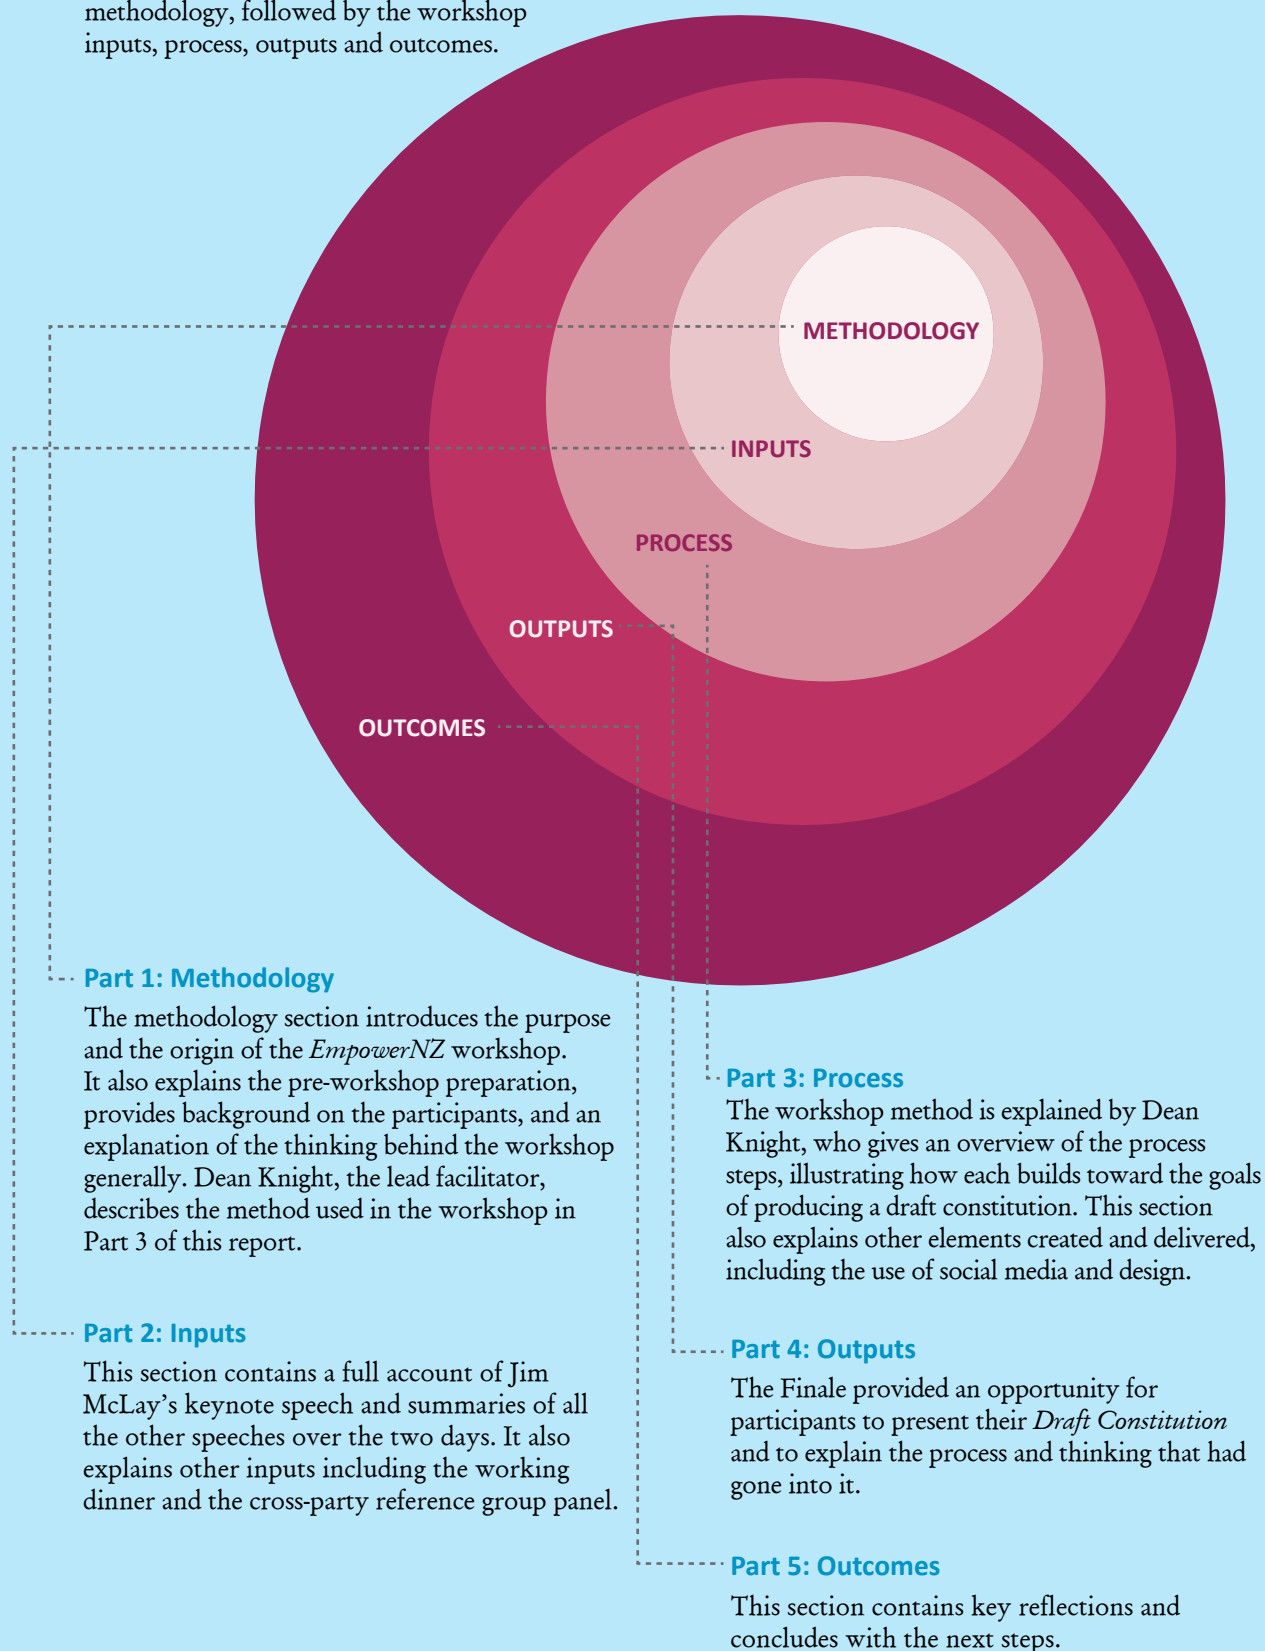 methodology, followed by the workshop
inputs, process, outputs and outcomes.
METHODOLOGY
INPUTS
PROCESS
OUTPUTS
OUTCOMES
Part 1: Methodology
The methodology section introduces the purpose
and the origin of the EmpowerNZ workshop.
It also explains the pre-workshop preparation,
provides background on the participants, and an
explanation of the thinking behind the workshop
generally. Dean Knight, the lead facilitator,
describes the method used in the workshop in
Part 3 of this report.
Part 2: Inputs
This section contains a full account of Jim
McLay’s keynote speech and summaries of all
the other speeches over the two days. It also
explains other inputs including the working
dinner and the cross-party reference group panel.
Part 3: Process
The workshop method is explained by Dean
Knight, who gives an overview of the process
steps, illustrating how each builds toward the goals
of producing a draft constitution. This section
also explains other elements created and delivered,
including the use of social media and design.
Part 4: Outputs
The Finale provided an opportunity for
participants to present their Draft Constitution
and to explain the process and thinking that had
gone into it.
Part 5: Outcomes
This section contains key reflections and
concludes with the next steps.